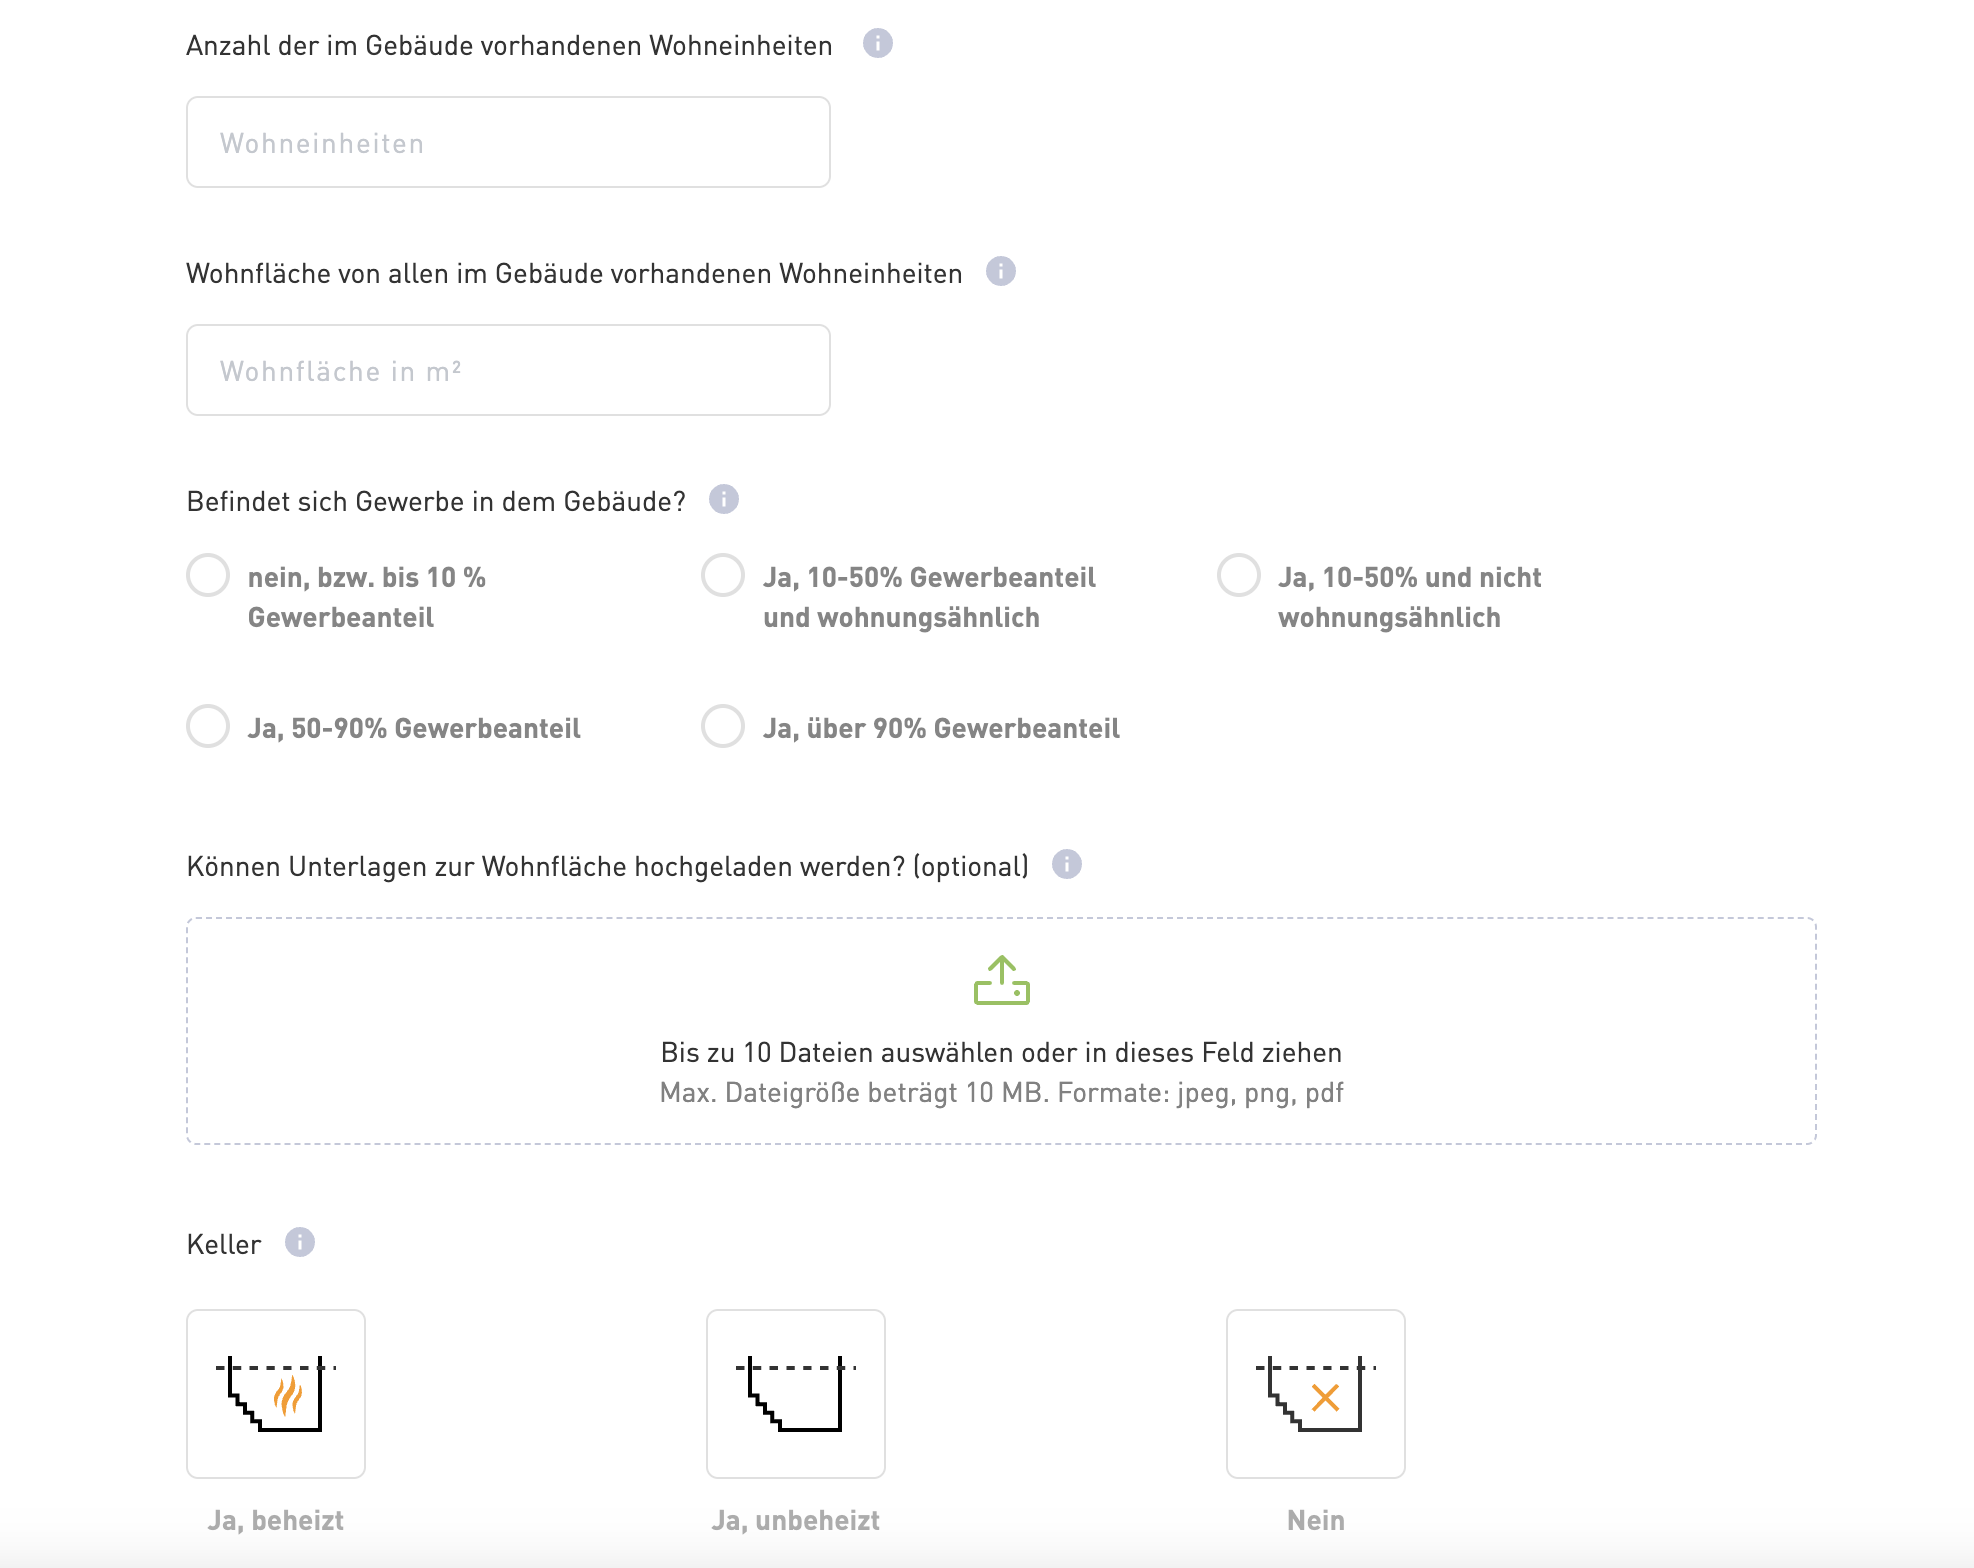 Anzahl der im Gebäude vorhandenen Wohneinheiten
Wohneinheiten
Wohnfläche von allen im Gebäude vorhandenen Wohneinheiten
Wohnfläche in m²
Befindet sich Gewerbe in dem Gebäude?
nein, bzw. bis 10 %
Gewerbeanteil
Ja, 10-50% Gewerbeanteil
und wohnungsähnlich
Ja, 10-50% und nicht
wohnungsähnlich
Ja, 50-90% Gewerbeanteil
Ja, über 90% Gewerbeanteil
Können Unterlagen zur Wohnfläche hochgeladen werden? (optional)
Bis zu 10 Dateien auswählen oder in dieses Feld ziehen
Max. Dateigröße beträgt 10 MB. Formate: jpeg, png, pdf
Keller
Ja, beheizt
Ja, unbeheizt
Nein